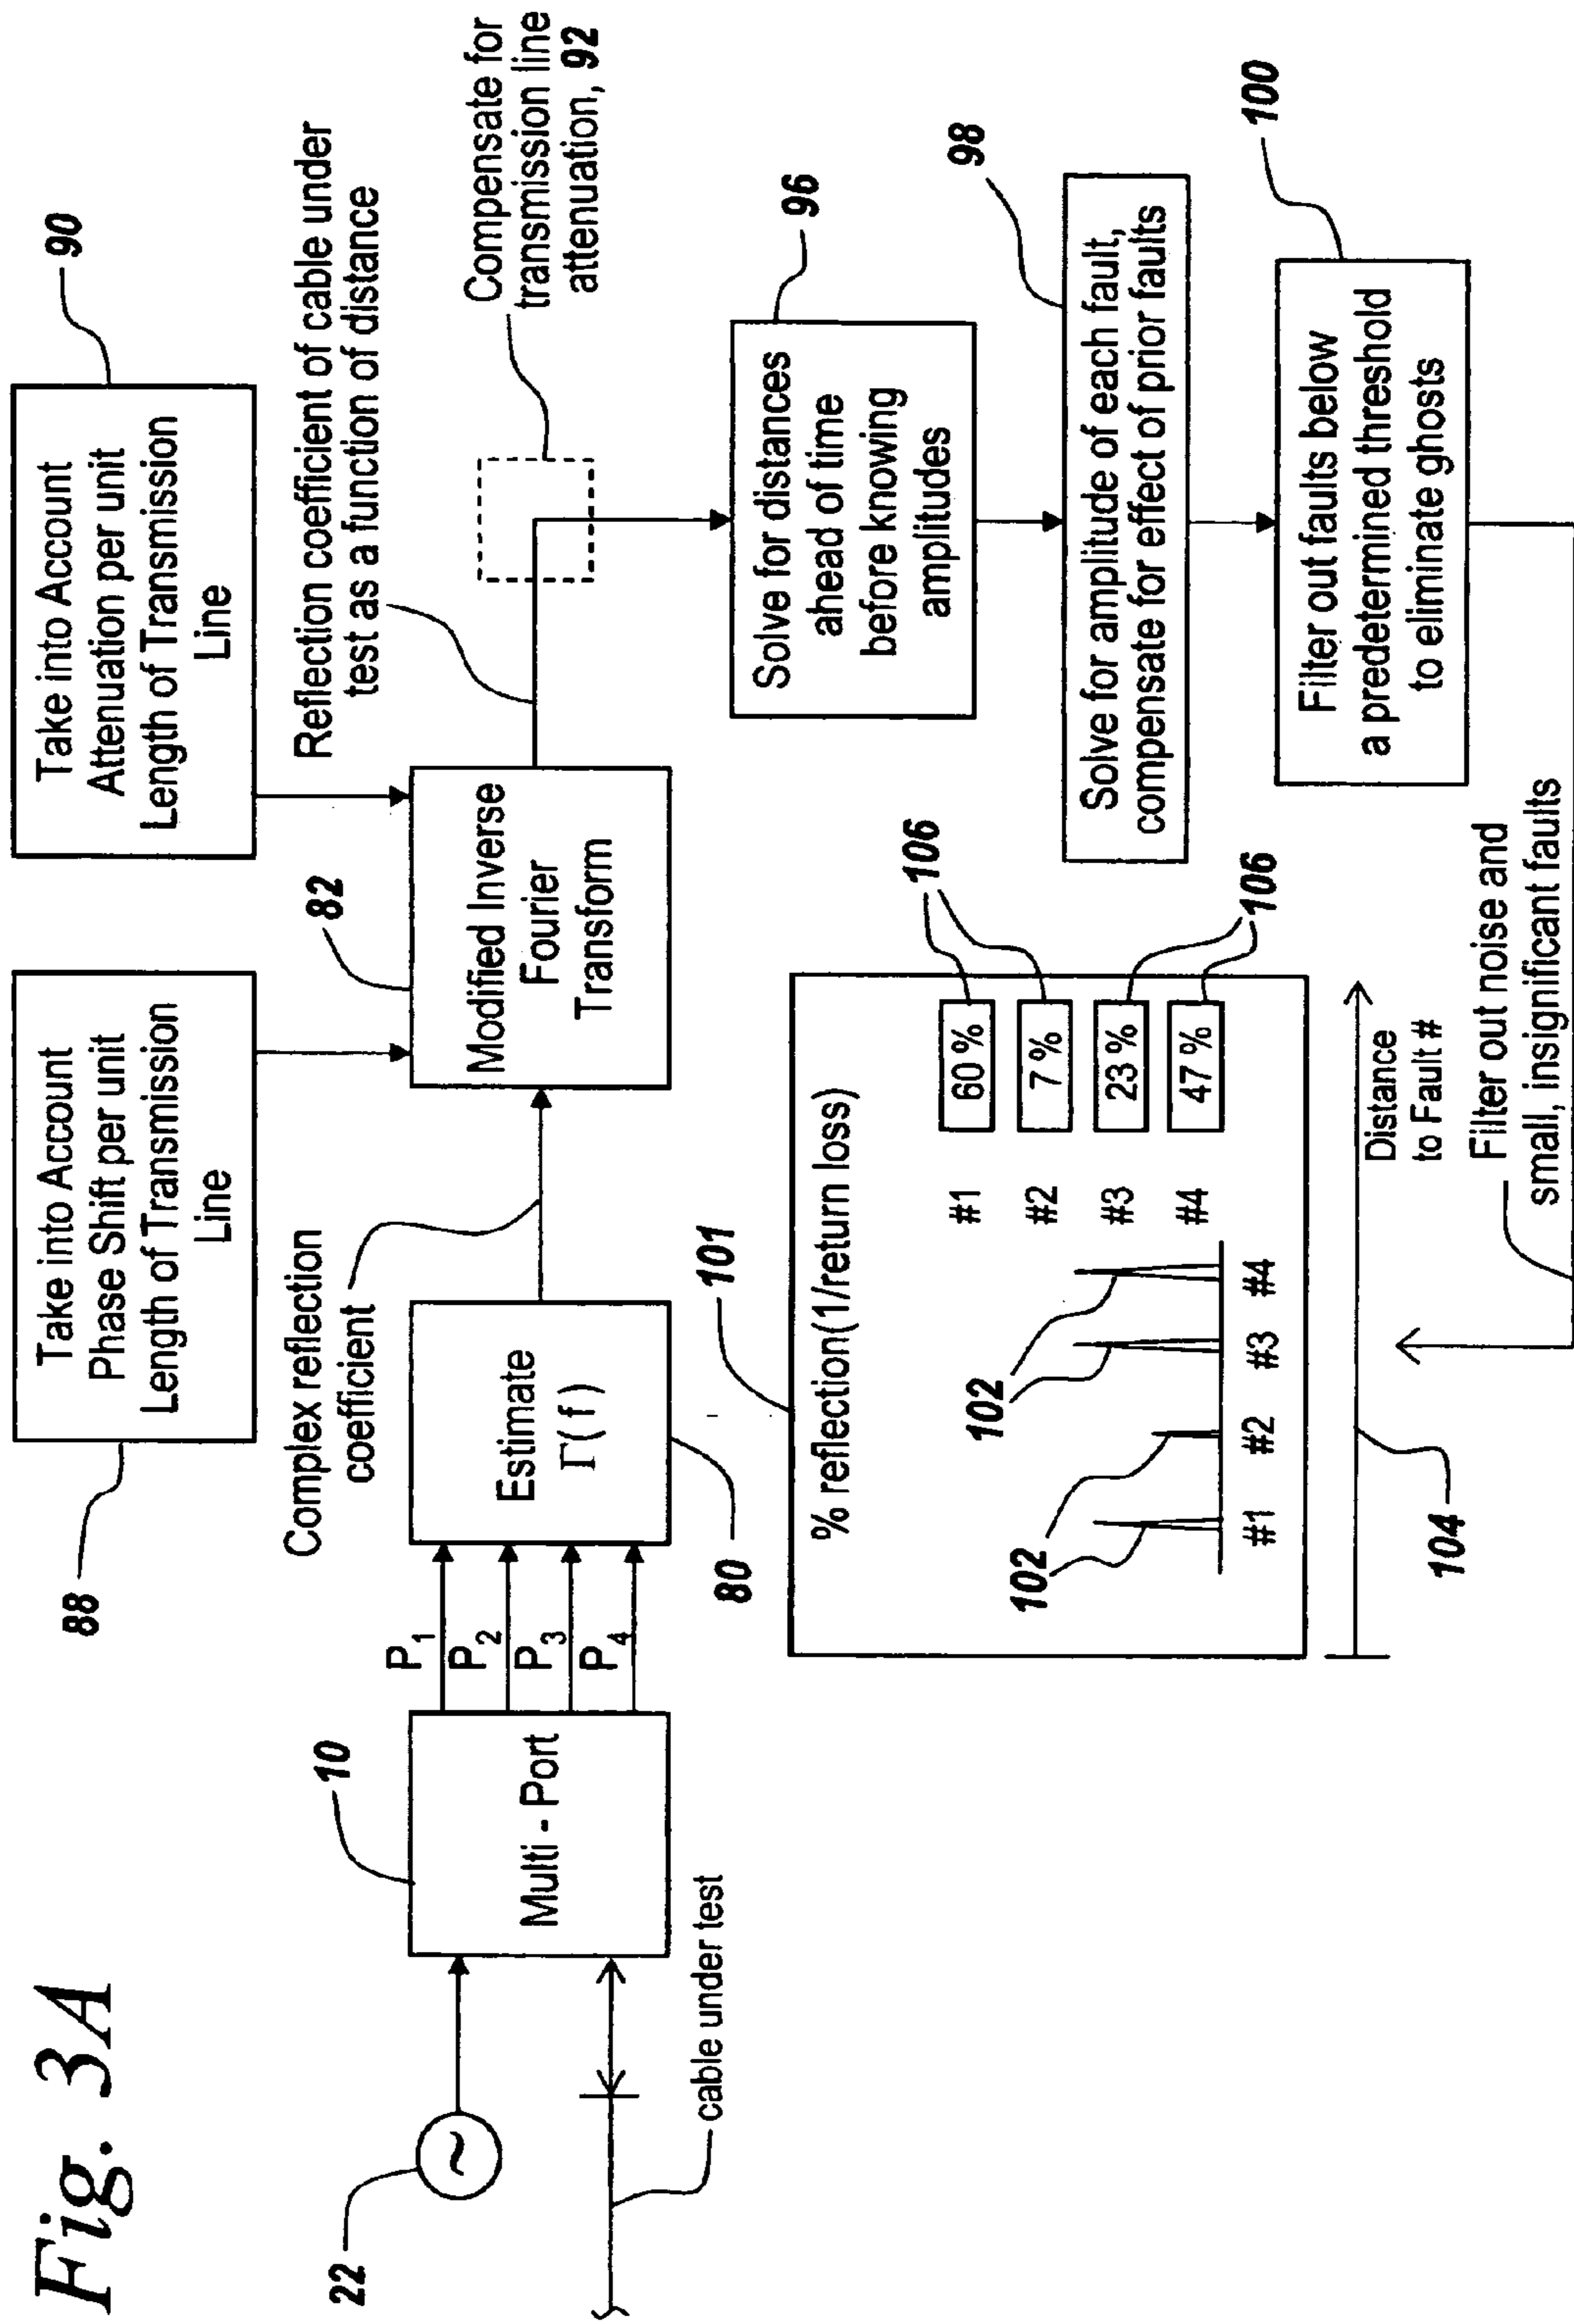 Fig. 3A
88
Take into Account
Phase Shift per unit
Length of Transmission
Line
Take into Account
Attenuation per unit
Length of Transmission
Line
90
22
10
Multi - Port
cable under test
P1
P2
P3
P4
Estimate
Γ(f)
80
Complex reflection
coefficient
82
Modified Inverse
Fourier
Transform
Reflection coefficient of cable under
test as a function of distance
Compensate for
transmission line
attenuation, 92
Solve for distances
ahead of time
before knowing
amplitudes
96
Solve for amplitude of each fault,
compensate for effect of prior faults
98
Filter out faults below
a predetermined threshold
to eliminate ghosts
100
101
% reflection(1/return loss)
102
102
#1
#2
#3
#4
#1
60 %
#2
7 %
#3
23 %
#4
47 %
106
106
104
Distance
to Fault #
Filter out noise and
small, insignificant faults